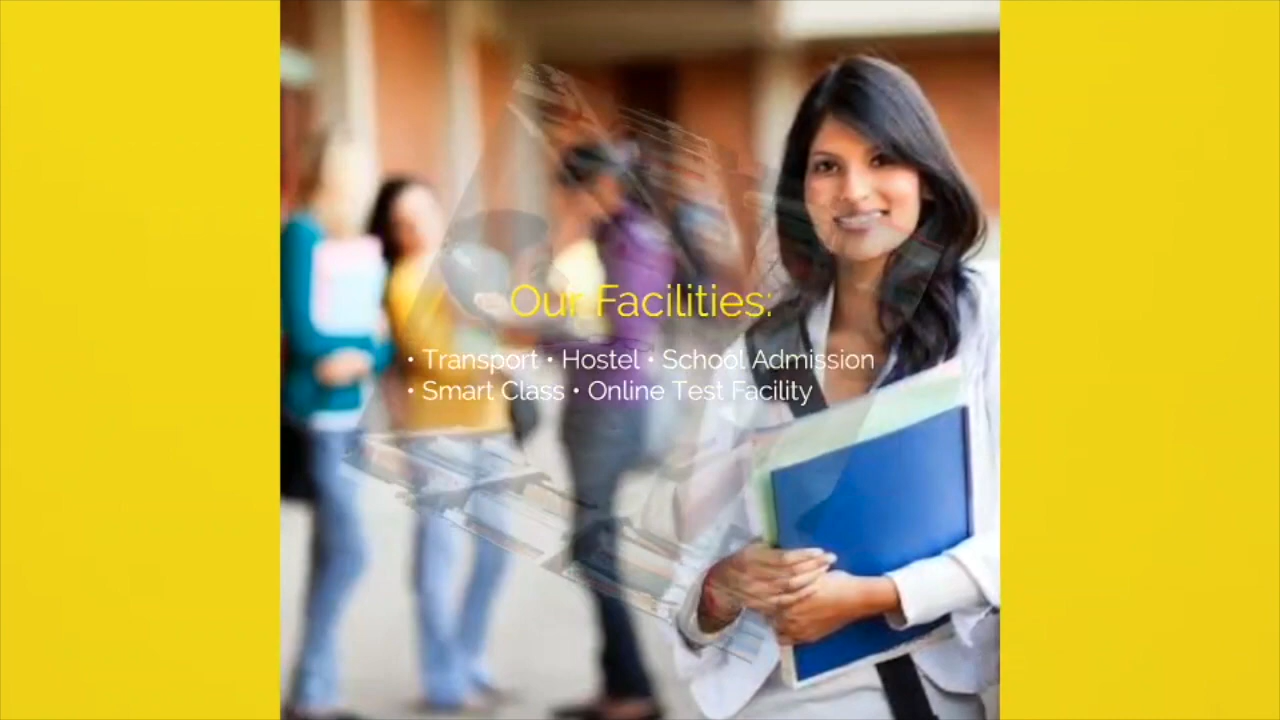 Our Facilities:
• Transport • Hostel • School Admission
• Smart Class • Online Test Facility